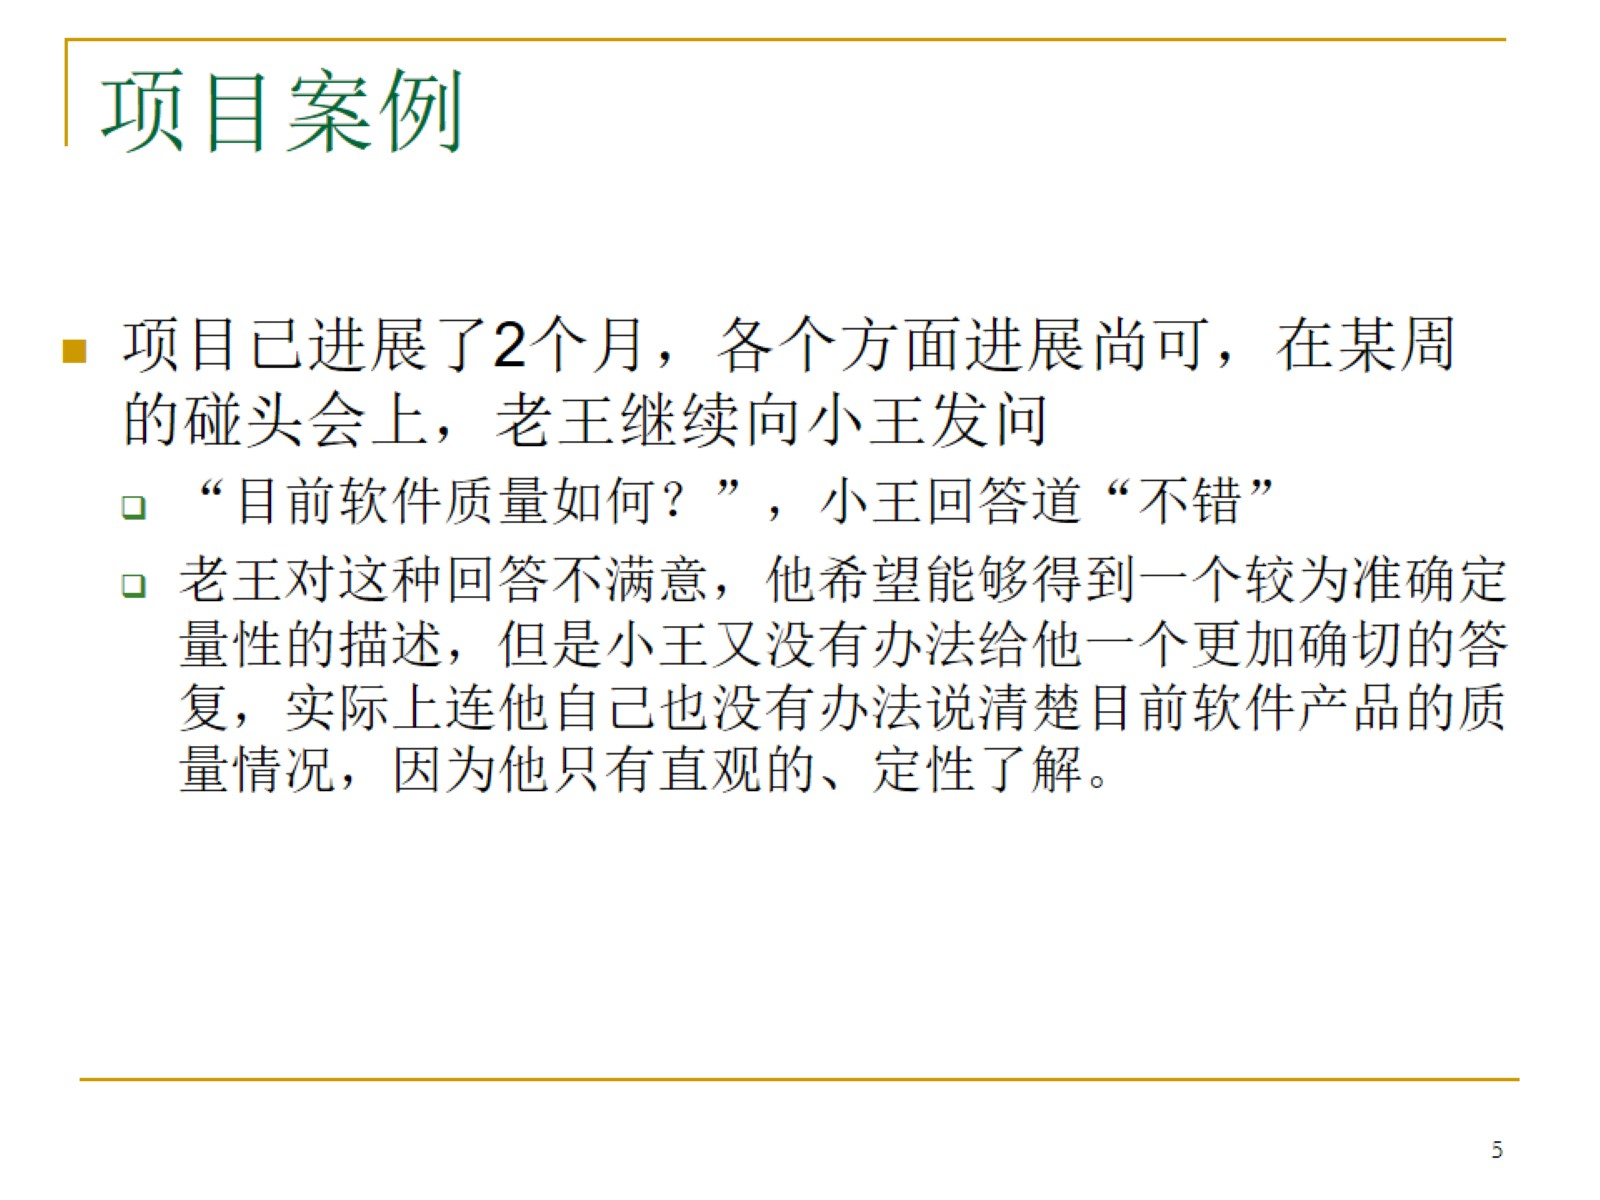 项目案例
项目已进展了2个月，各个方面进展尚可，在某周
的碰头会上，老王继续向小王发问
“目前软件质量如何？”，小王回答道“不错”
老王对这种回答不满意，他希望能够得到一个较为准确定
量性的描述，但是小王又没有办法给他一个更加确切的答
复，实际上连他自己也没有办法说清楚目前软件产品的质
量情况，因为他只有直观的、定性了解。
5